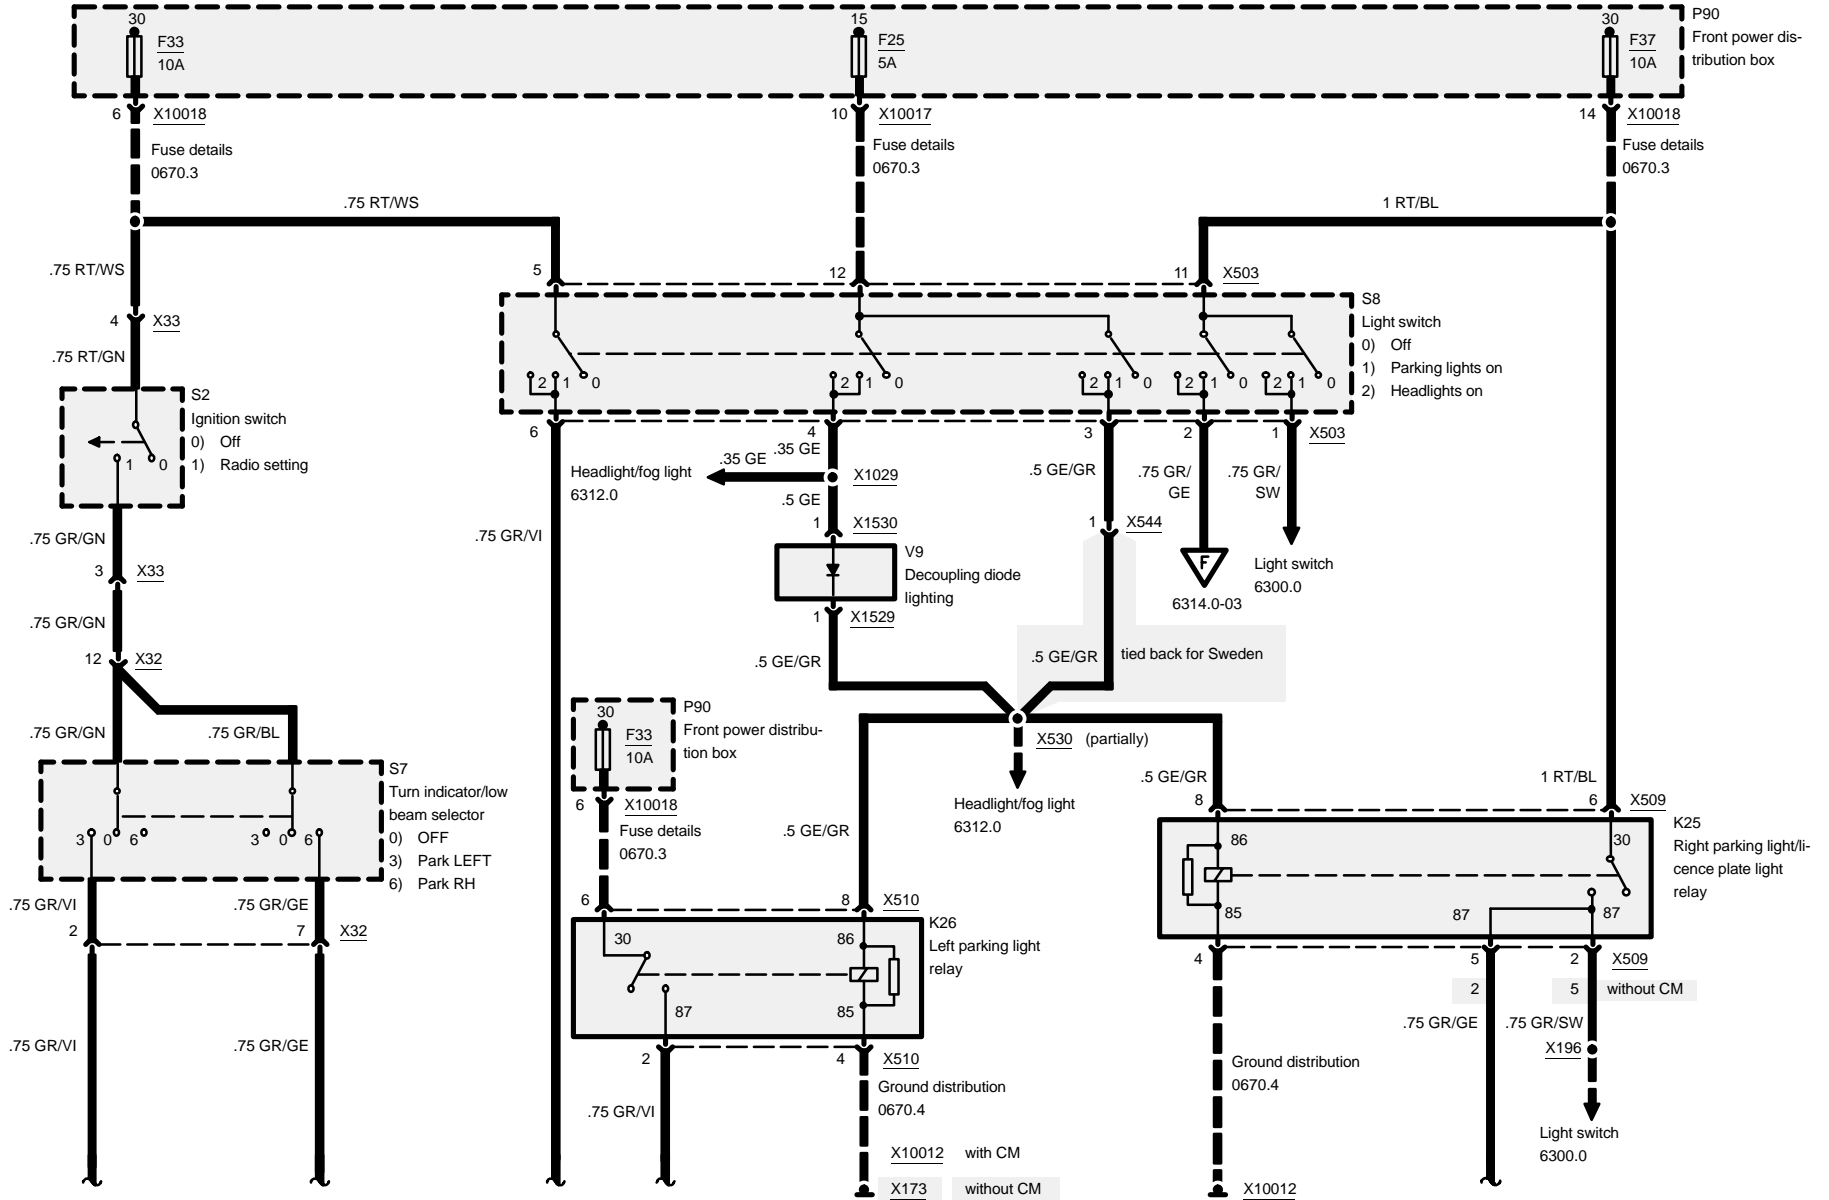 30
15
30
P90
F33
F25
F37
Front power dis-
10A
5A
10A
tribution box
6 X10018
10 X10017
14 X10018
Fuse details
0670.3
Fuse details
0670.3
Fuse details
0670.3
.75 RT/WS
1 RT/BL
.75 RT/WS
5
12
11 X503
S8
Light switch
0) Off
1) Parking lights on
2) Headlights on
4 X33
.75 RT/GN
2 1 0
2 1 0
2 1 0
2 1 0
2 1 0
S2
Ignition switch
0) Off
1) Radio setting
1 0
6
4
3
2
1 X503
.35 GE
.35 GE
Headlight/fog light
6312.0
X1029
.5 GE
.5 GE/GR
.75 GR/
GE
.75 GR/
SW
.75 GR/VI
.75 GR/GN
1 X1530
1 X544
V9
Decoupling diode
lighting
F
Light switch
6300.0
3 X33
6314.0-03
1 X1529
.75 GR/GN
.5 GE/GR
.5 GE/GR
tied back for Sweden
12 X32
30
P90
F33
Front power distribu-
10A
tion box
.75 GR/GN
.75 GR/BL
X530 (partially)
S7
Turn indicator/low
beam selector
0) OFF
3) Park LEFT
6) Park RH
3 0 6
3 0 6
6 X10018
Fuse details
0670.3
Headlight/fog light
6312.0
.5 GE/GR
.5 GE/GR
8
1 RT/BL
6 X509
K25
Right parking light/li-
cence plate light
relay
86
30
85
87
87
.75 GR/VI
.75 GR/GE
2
7 X32
6
8 X510
K26
Left parking light
relay
30
86
87
85
4
5
2 X509
2
5 without CM
.75 GR/GE
.75 GR/SW
X196
.75 GR/VI
.75 GR/GE
2
4 X510
Ground distribution
0670.4
Ground distribution
0670.4
.75 GR/VI
Light switch
6300.0
X10012 with CM
X173 without CM
X10012